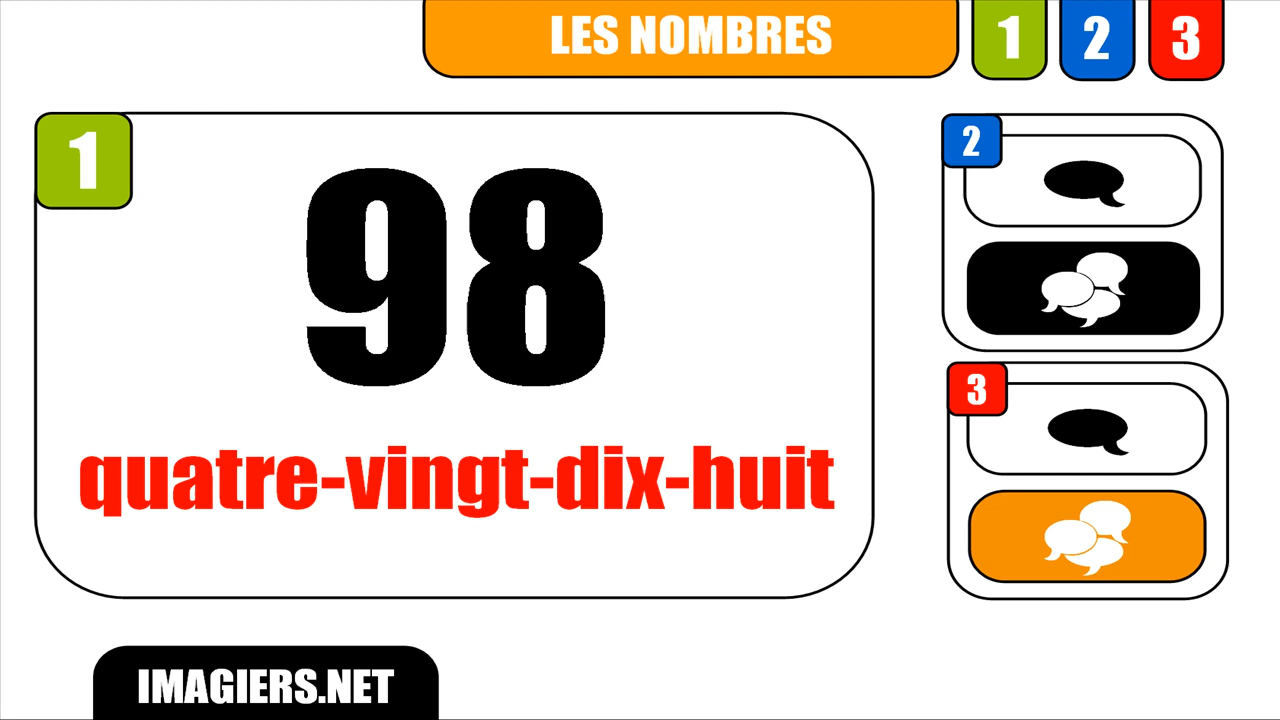 LES NOMBRES
1
2
3
1
98
quatre-vingt-dix-huit
2
3
IMAGIERS.NET